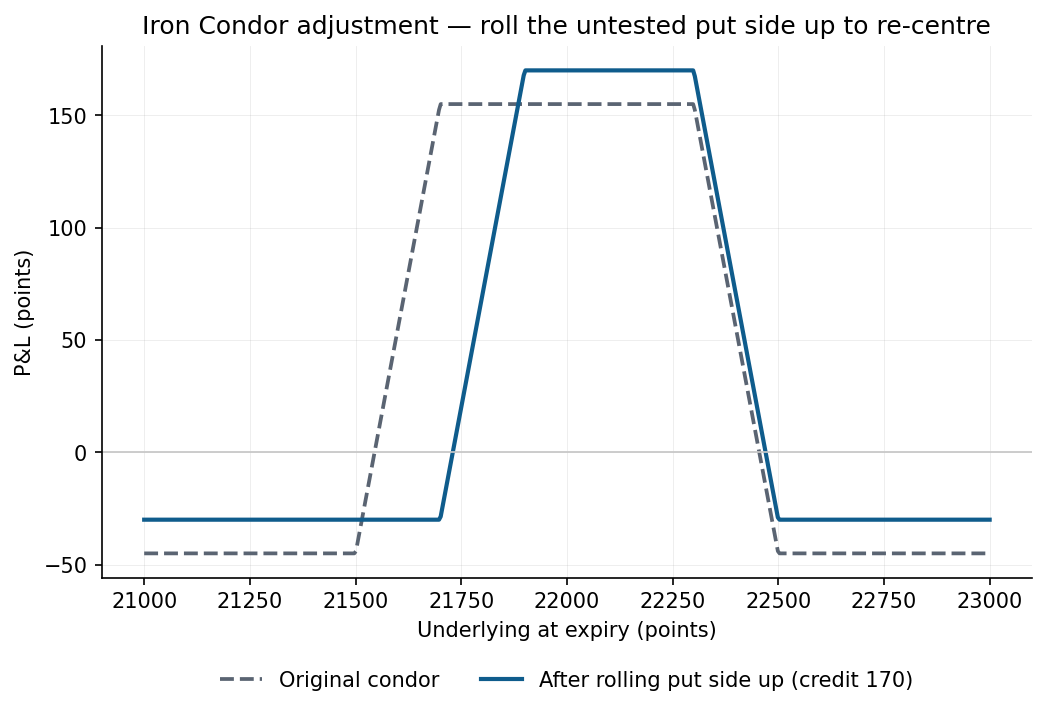 Iron Condor adjustment — roll the untested put side up to re-centre
P&L (points)
150
100
50
0
−50
21000 21250 21500 21750 22000 22250 22500 22750 23000
Underlying at expiry (points)
Original condor After rolling put side up (credit 170)